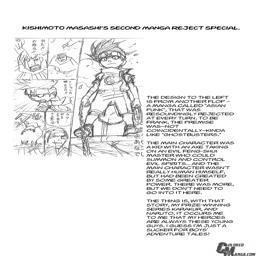 KISHIMOTO MASASHI'S SECOND MANGA REJECT SPECIAL.
THE DESIGN TO THE LEFT
IS FROM ANOTHER FLOP -
A MANGA CALLED "ASIAN
PUNK", THAT WAS
RESOUNDINGLY REJECTED
AT EVERY TURN. TO BE
FRANK, THE PREMISE
WAS--NOT
COINCIDENTALLY--KINDA
LIKE "GHOSTBUSTERS."
THE MAIN CHARACTER WAS
A KID WITH AN AXE TAKING
ON AN EVIL FENG-SHUI
MASTER WHO COULD
SUMMON AND CONTROL
EVIL SPIRITS... AND THE
MAIN CHARACTER WASN'T
REALLY HUMAN HIMSELF,
BUT HAD BEEN CREATED
BY SOME GREATER
POWER. THERE WAS MORE,
BUT WE DON'T NEED
TO GO INTO IT HERE.
THE THING IS, WITH THAT
STORY, MY PRIZE-WINNING
SERIES KARAKURI, AND
NARUTO, IT OCCURS TO
ME THAT MY HEROES
ARE ALWAYS THESE YOUNG
GUYS. I GUESS I'M JUST A
SUCKER FOR BOYS'
ADVENTURE TALES!
COLORED
MANGA.COM